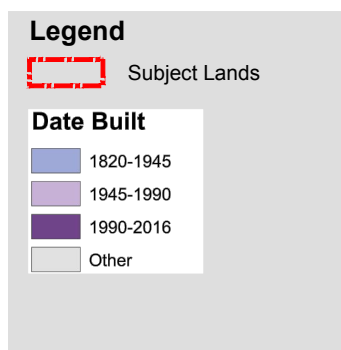 Legend
Subject Lands
Date Built
1820-1945
1945-1990
1990-2016
Other